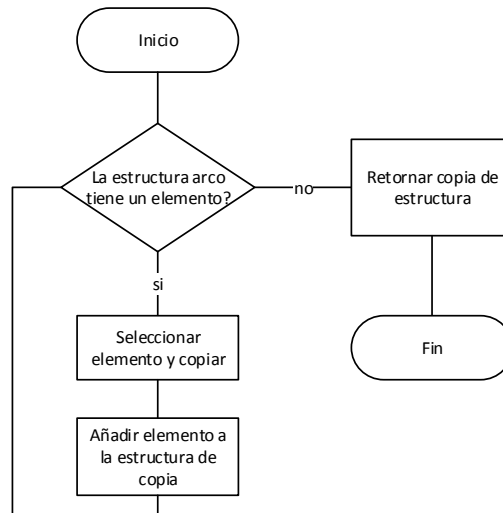 Inicio
La estructura arco
tiene un elemento?
no
Retornar copia de
estructura
si
Seleccionar
elemento y copiar
Fin
Añadir elemento a
la estructura de
copia